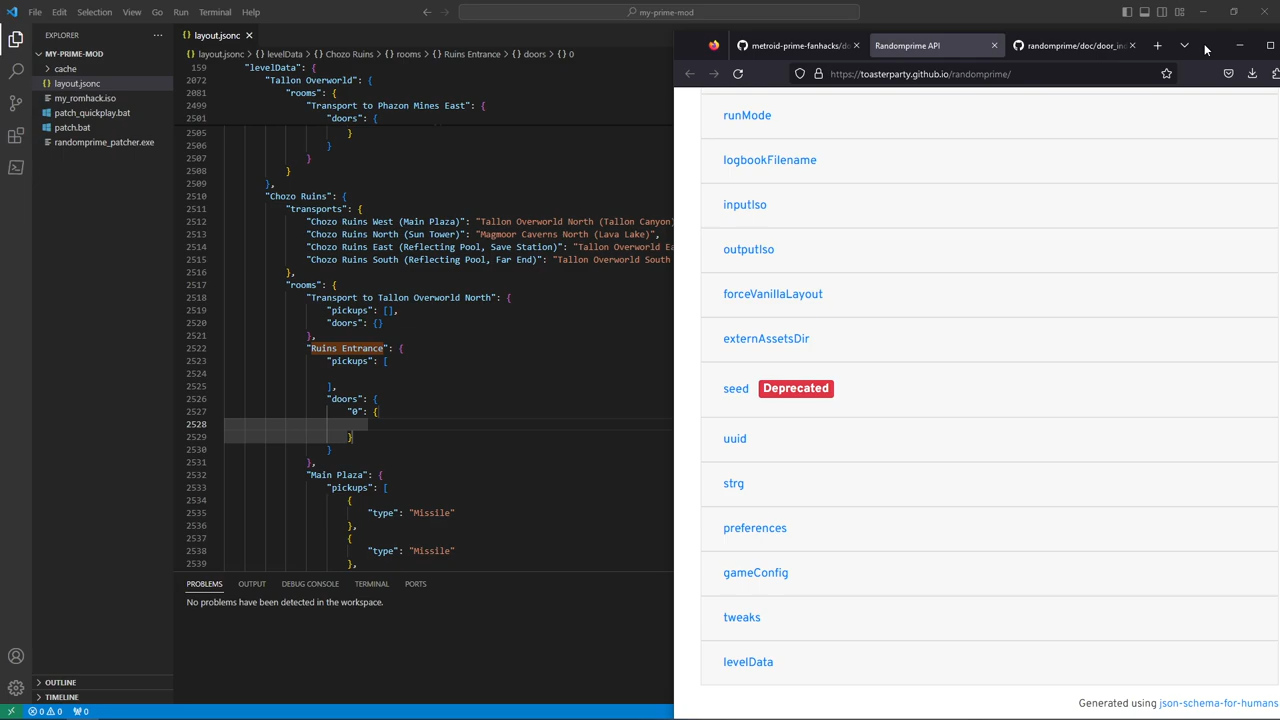 File Edit Selection View Go Run Terminal Help
my-prime-mod
EXPLORER
MY-PRIME-MOD
cache
layout.jsonc
my_romhack.iso
patch_quickplay.bat
patch.bat
randomprime_patcher.exe
OUTLINE
TIMELINE
layout.jsonc
layout.jsonc > {} levelData > {} Chozo Ruins > {} rooms > {} Ruins Entrance > {} doors > {} 0
159 "levelData": {
2072 "Tallon Overworld": {
2081 "rooms": {
2499 "Transport to Phazon Mines East": {
2501 "doors": {
2505 }
2506 }
2507 }
2508 }
2509 },
2510 "Chozo Ruins": {
2511 "transports": {
2512 "Chozo Ruins West (Main Plaza)": "Tallon Overworld North (Tallon Canyon)
2513 "Chozo Ruins North (Sun Tower)": "Magmoor Caverns North (Lava Lake)",
2514 "Chozo Ruins East (Reflecting Pool, Save Station)": "Tallon Overworld Ea
2515 "Chozo Ruins South (Reflecting Pool, Far End)": "Tallon Overworld South
2516 },
2517 "rooms": {
2518 "Transport to Tallon Overworld North": {
2519 "pickups": [],
2520 "doors": {}
2521 },
2522 "Ruins Entrance": {
2523 "pickups": [
2524
2525 ],
2526 "doors": {
2527 "0": {
2528
2529 }
2530 }
2531 },
2532 "Main Plaza": {
2533 "pickups": [
2534 {
2535 "type": "Missile"
2536 },
2537 {
2538 "type": "Missile"
2539 },
PROBLEMS OUTPUT DEBUG CONSOLE TERMINAL PORTS
No problems have been detected in the workspace.
0 0 0
metroid-prime-fanhacks/do
Randomprime API
randomprime/doc/door_ind
https://toasterparty.github.io/randomprime/
runMode
logbookFilename
inputIso
outputIso
forceVanillaLayout
externAssetsDir
seed Deprecated
uuid
strg
preferences
gameConfig
tweaks
levelData
Generated using json-schema-for-humans